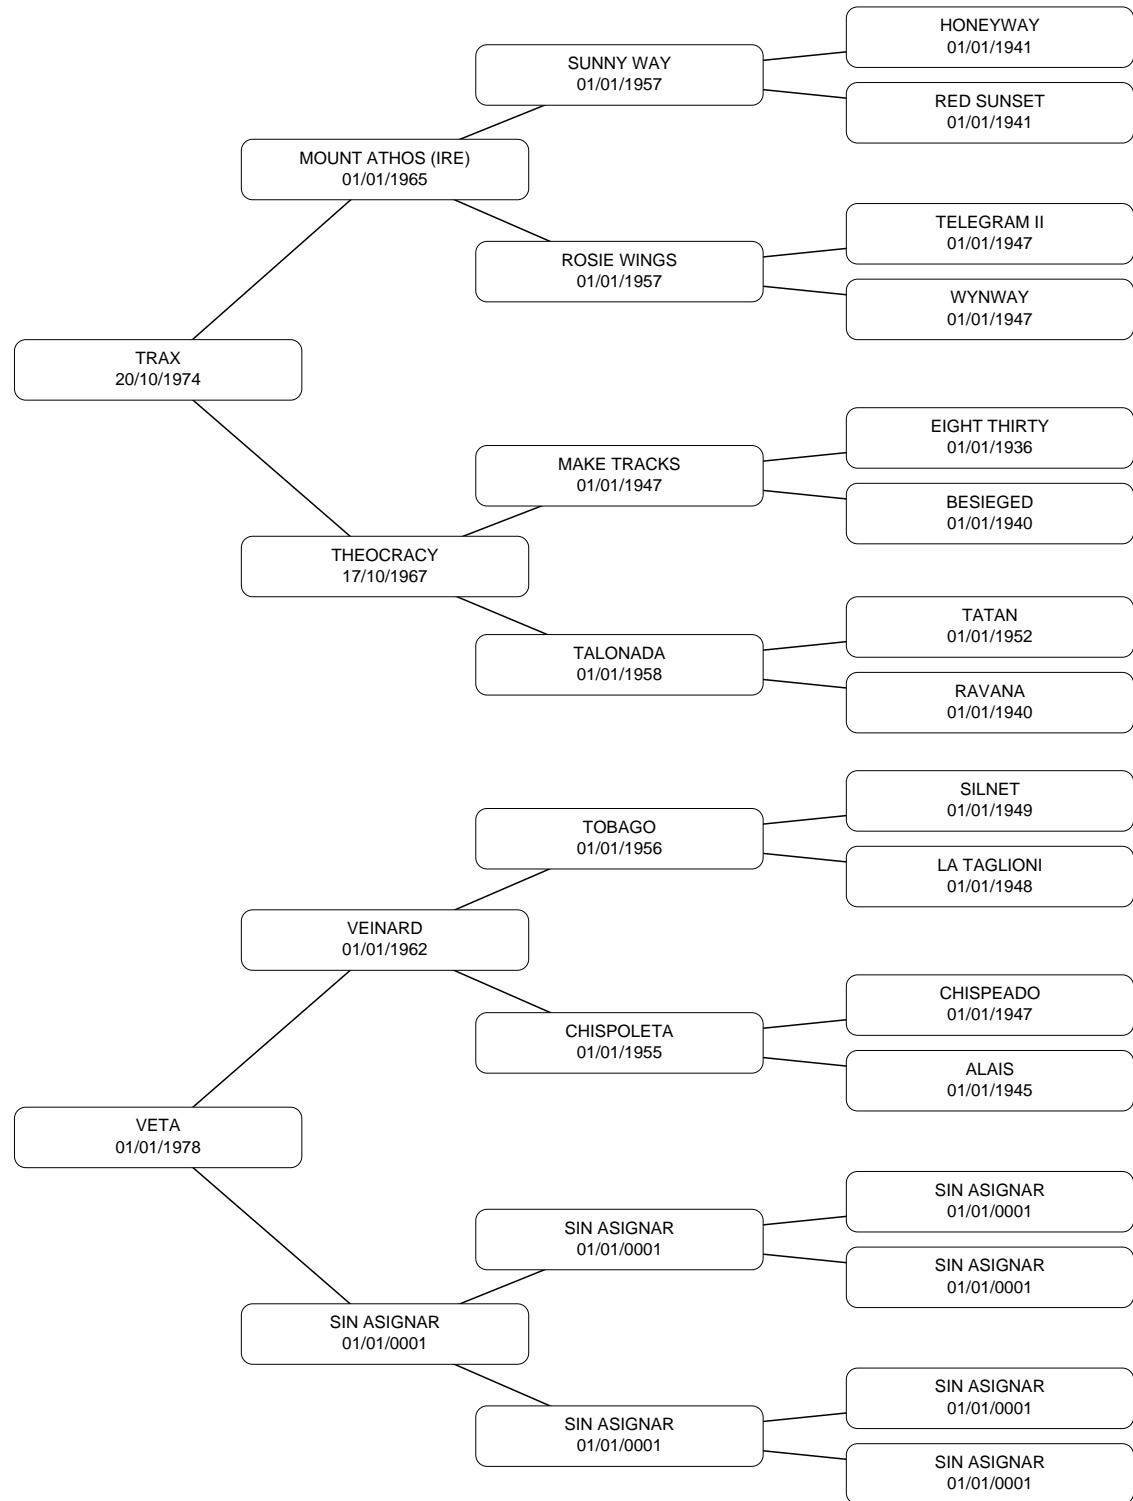 HONEYWAY
01/01/1941
SUNNY WAY
01/01/1957
RED SUNSET
01/01/1941
MOUNT ATHOS (IRE)
01/01/1965
TELEGRAM II
01/01/1947
ROSIE WINGS
01/01/1957
WYNWAY
01/01/1947
TRAX
20/10/1974
EIGHT THIRTY
01/01/1936
MAKE TRACKS
01/01/1947
BESIEGED
01/01/1940
THEOCRACY
17/10/1967
TATAN
01/01/1952
TALONADA
01/01/1958
RAVANA
01/01/1940
SILNET
01/01/1949
TOBAGO
01/01/1956
LA TAGLIONI
01/01/1948
VEINARD
01/01/1962
CHISPEADO
01/01/1947
CHISPOLETA
01/01/1955
ALAIS
01/01/1945
VETA
01/01/1978
SIN ASIGNAR
01/01/0001
SIN ASIGNAR
01/01/0001
SIN ASIGNAR
01/01/0001
SIN ASIGNAR
01/01/0001
SIN ASIGNAR
01/01/0001
SIN ASIGNAR
01/01/0001
SIN ASIGNAR
01/01/0001